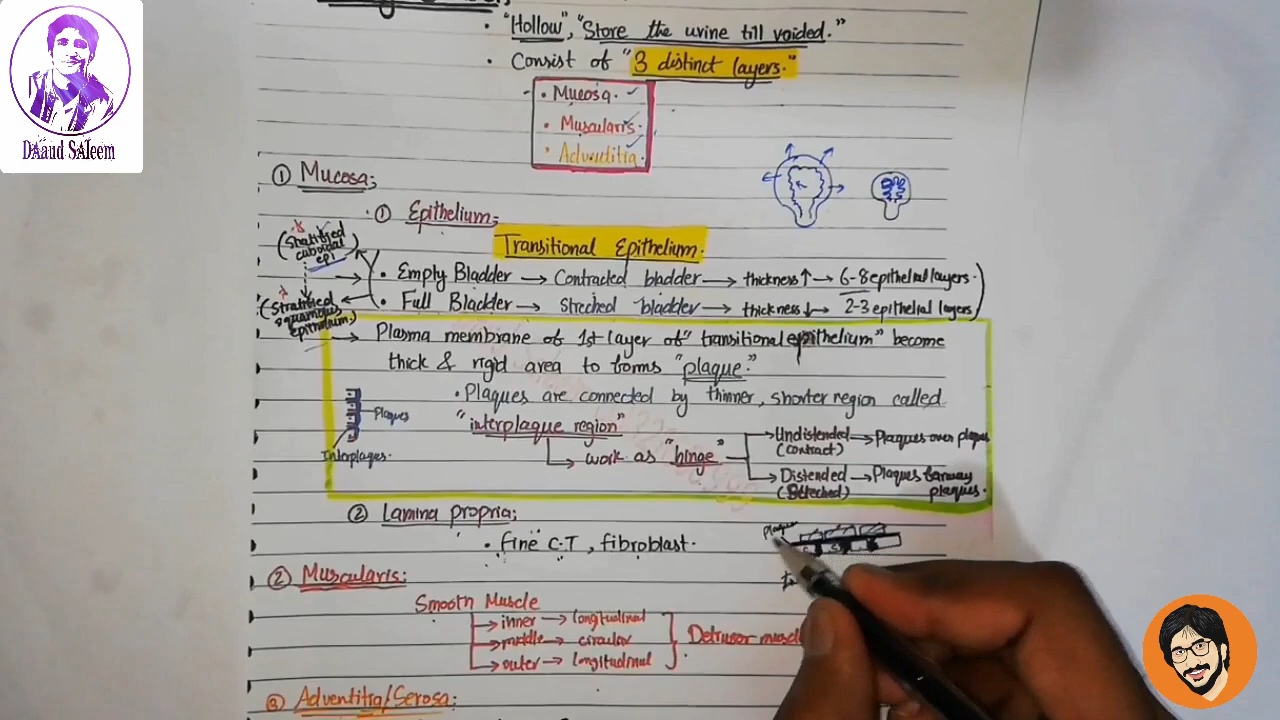 DAaud SAleem
• "Hollow", "Store the urine till voided."
• Consist of "3 distinct layers."
• Mucosa.
• Muscularis.
• Adventitia.
① Mucosa;
① Epithelium;
Transitional Epithelium.
(Stratified cuboidal epi)
• Empty Bladder → Contracted bladder → thickness↑ → 6-8 epithelial layers.
• Full Bladder → Streched bladder → thickness↓ → 2-3 epithelial layers
(Stratified squamous epithelium.)
→ Plasma membrane of 1st layer of "transitional epithelium" become
thick & rigid area to forms "plaque."
• Plaques are connected by thinner, shorter region called
"interplaque region"
Plaques
Interplaques.
→ work as "hinge"
→ Undistended → Plaques over plaques
(contract)
→ Distended → Plaques
(Streched) plaques.
② Lamina propria;
• fine C.T, fibroblast.
plaque
② Muscularis:
Smooth Muscle
→ inner → longitudinal
→ middle → circular
→ outer → longitudinal
Detrusor muscle
Adventitia/Serosa;